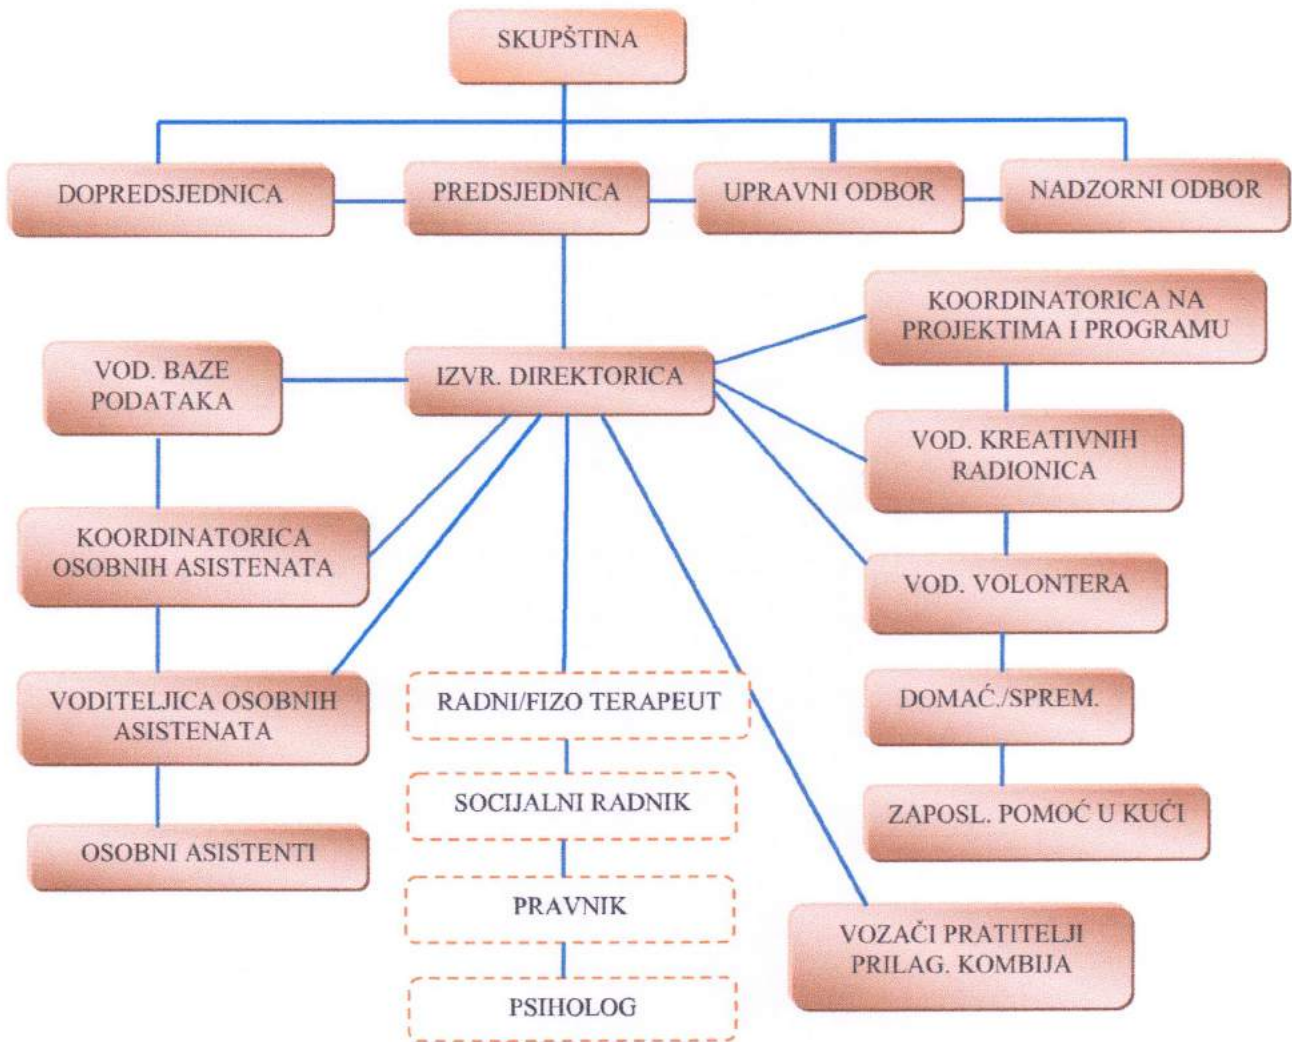 SKUPŠTINA
DOPREDSJEDNICA
PREDSJEDNICA
UPRAVNI ODBOR
NADZORNI ODBOR
KOORDINATORICA NA
PROJEKTIMA I PROGRAMU
VOD. BAZE
PODATAKA
IZVR. DIREKTORICA
VOD. KREATIVNIH
RADIONICA
KOORDINATORICA
OSOBNIH ASISTENATA
VOD. VOLONTERA
VODITELJICA OSOBNIH
ASISTENATA
RADNI/FIZO TERAPEUT
DOMAĆ./SPREM.
SOCIJALNI RADNIK
ZAPOSL. POMOĆ U KUĆI
OSOBNI ASISTENTI
PRAVNIK
VOZAČI PRATITELJI
PRILAG. KOMBIJA
PSIHOLOG